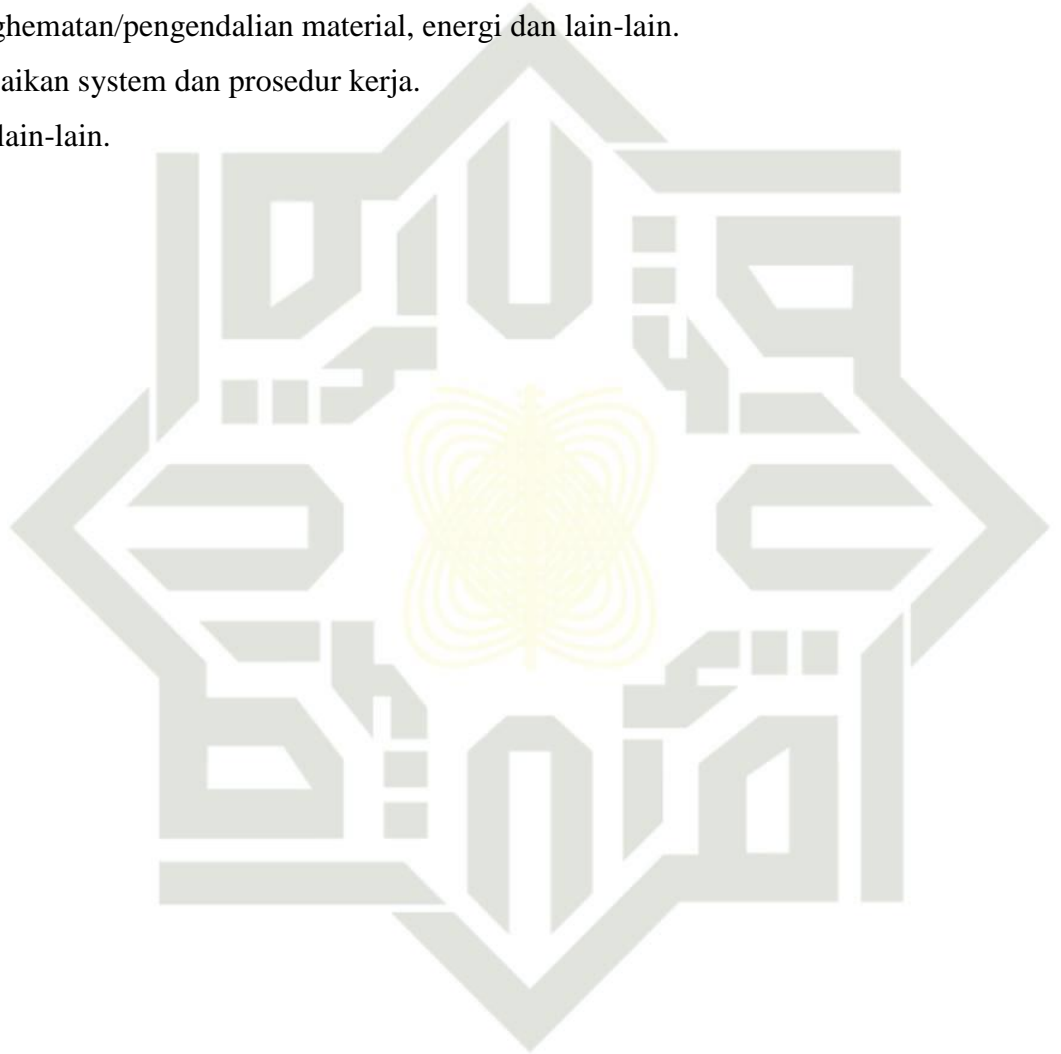 ghematan/pengendalian material, energi dan lain-lain.
aikan system dan prosedur kerja.
lain-lain.